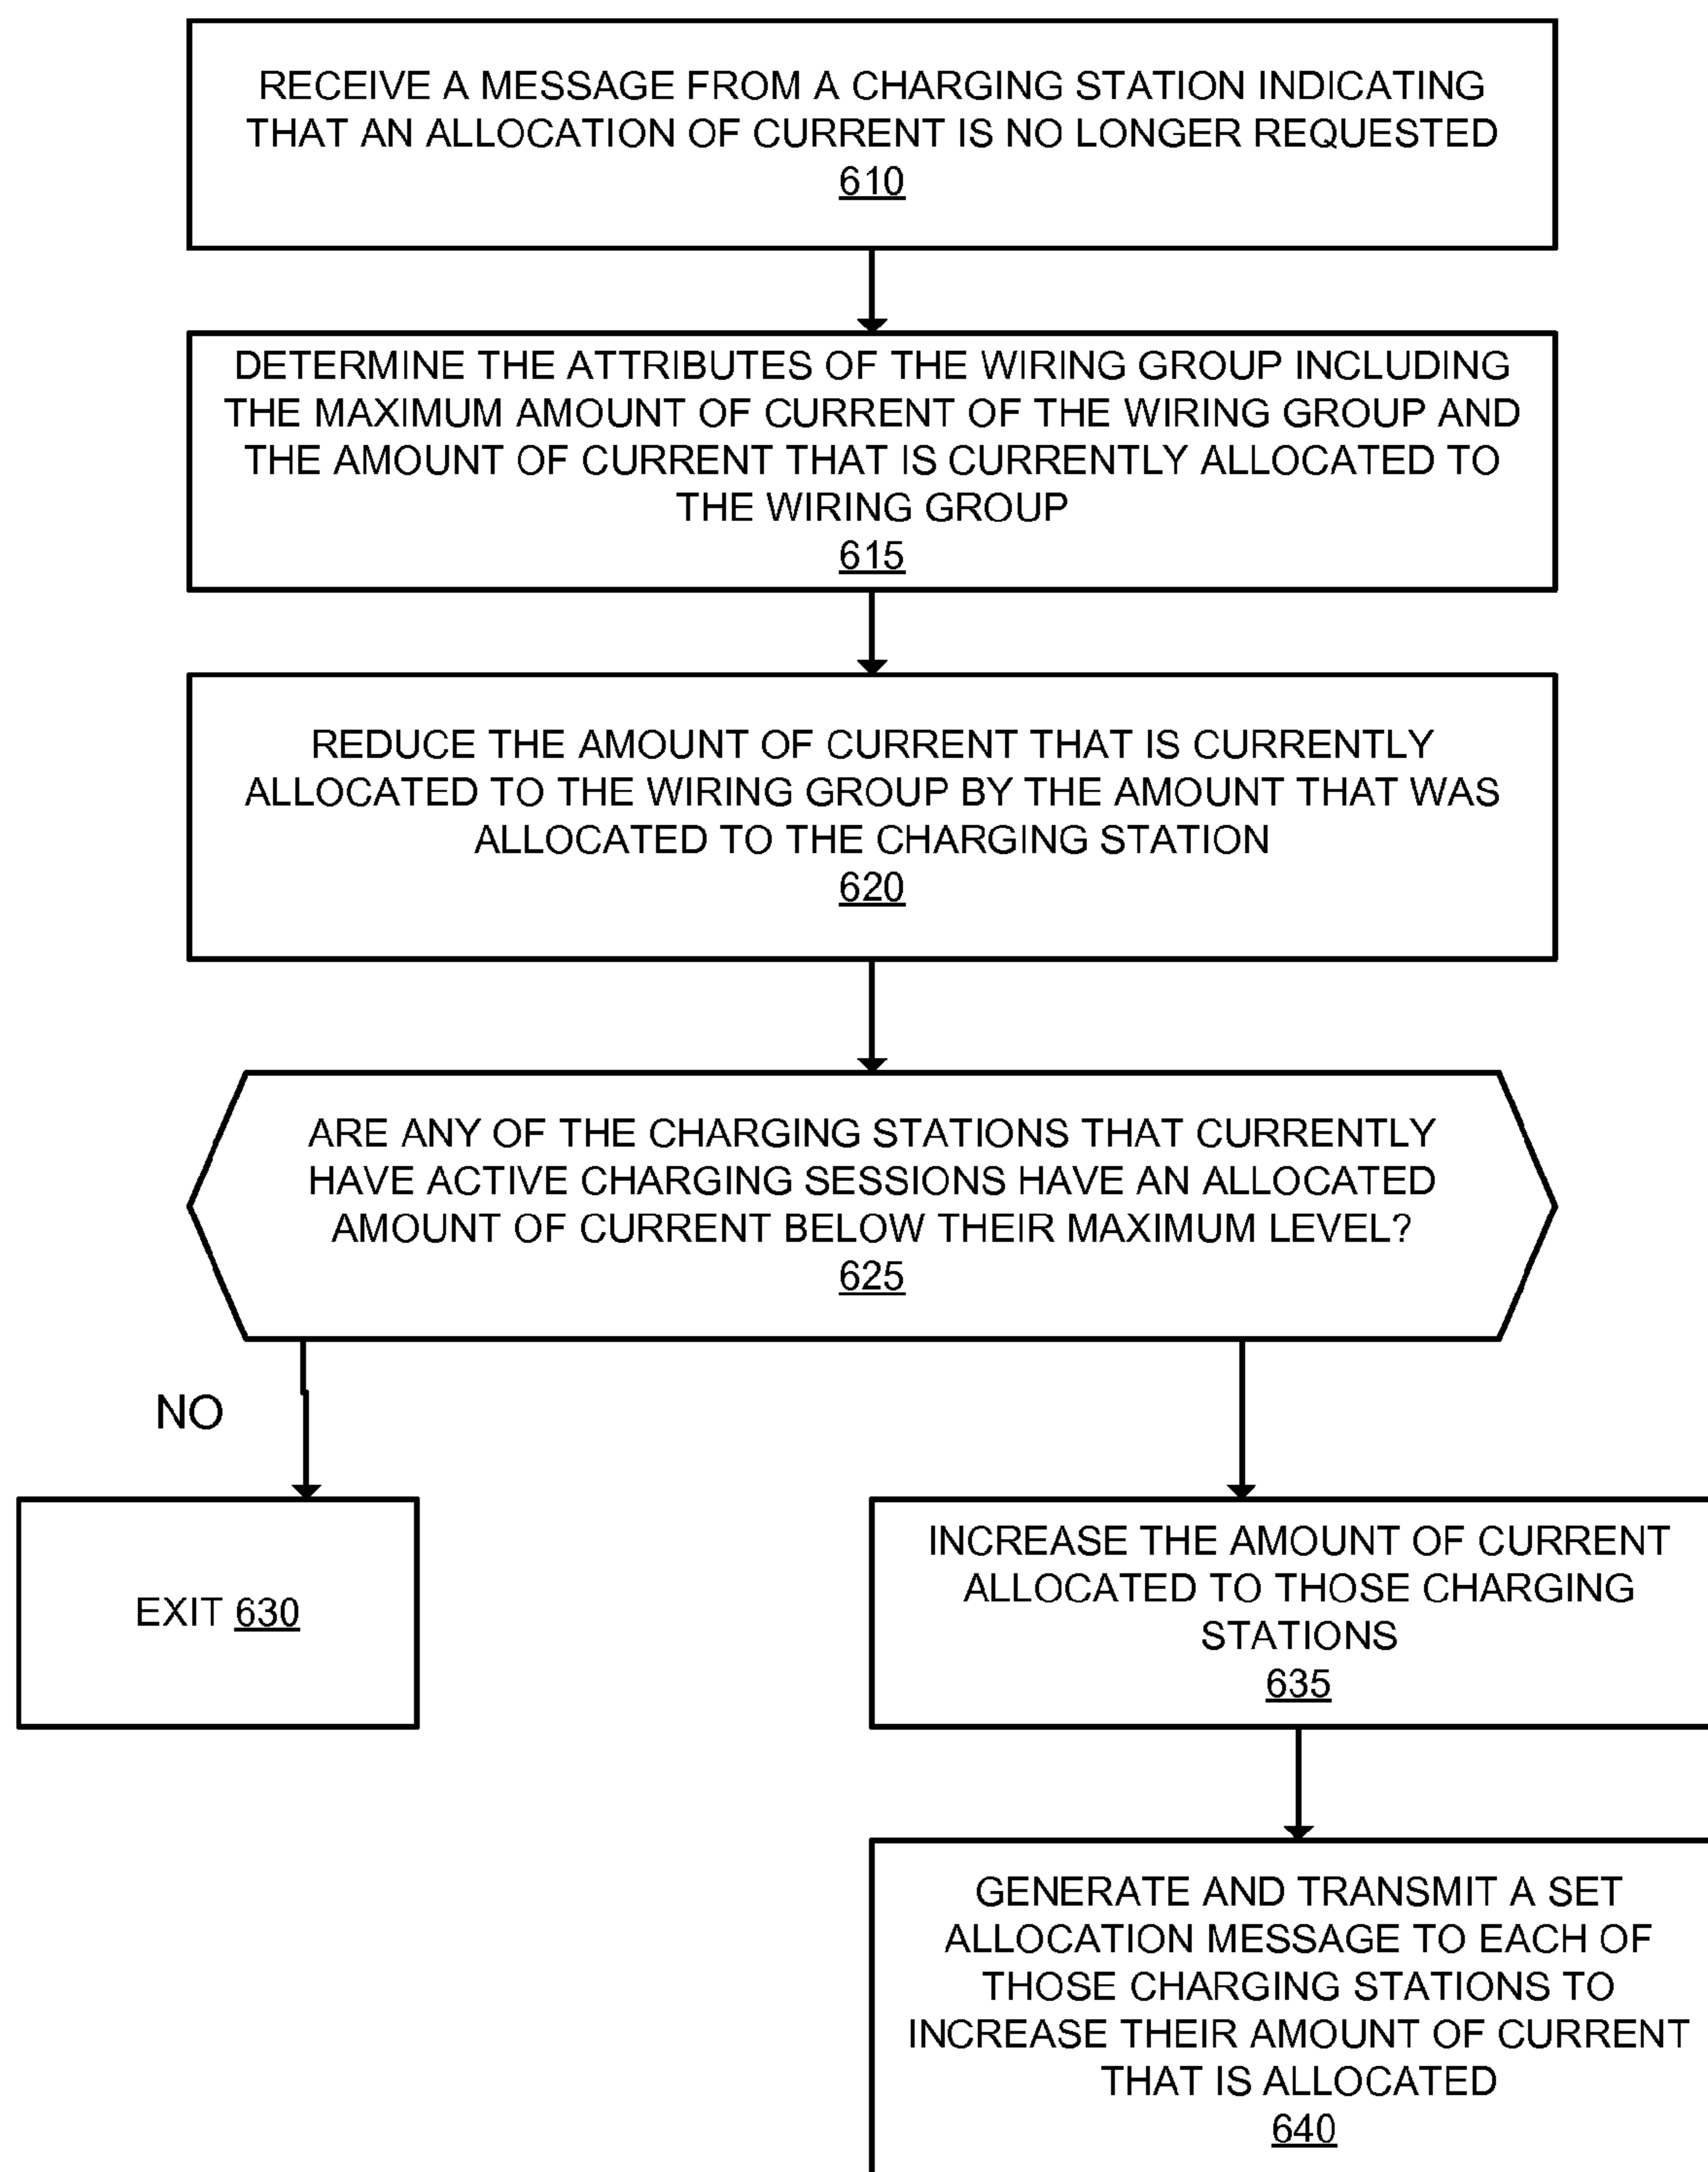 RECEIVE A MESSAGE FROM A CHARGING STATION INDICATING
THAT AN ALLOCATION OF CURRENT IS NO LONGER REQUESTED
610
DETERMINE THE ATTRIBUTES OF THE WIRING GROUP INCLUDING
THE MAXIMUM AMOUNT OF CURRENT OF THE WIRING GROUP AND
THE AMOUNT OF CURRENT THAT IS CURRENTLY ALLOCATED TO
THE WIRING GROUP
615
REDUCE THE AMOUNT OF CURRENT THAT IS CURRENTLY
ALLOCATED TO THE WIRING GROUP BY THE AMOUNT THAT WAS
ALLOCATED TO THE CHARGING STATION
620
ARE ANY OF THE CHARGING STATIONS THAT CURRENTLY
HAVE ACTIVE CHARGING SESSIONS HAVE AN ALLOCATED
AMOUNT OF CURRENT BELOW THEIR MAXIMUM LEVEL?
625
NO
EXIT 630
INCREASE THE AMOUNT OF CURRENT
ALLOCATED TO THOSE CHARGING
STATIONS
635
GENERATE AND TRANSMIT A SET
ALLOCATION MESSAGE TO EACH OF
THOSE CHARGING STATIONS TO
INCREASE THEIR AMOUNT OF CURRENT
THAT IS ALLOCATED
640